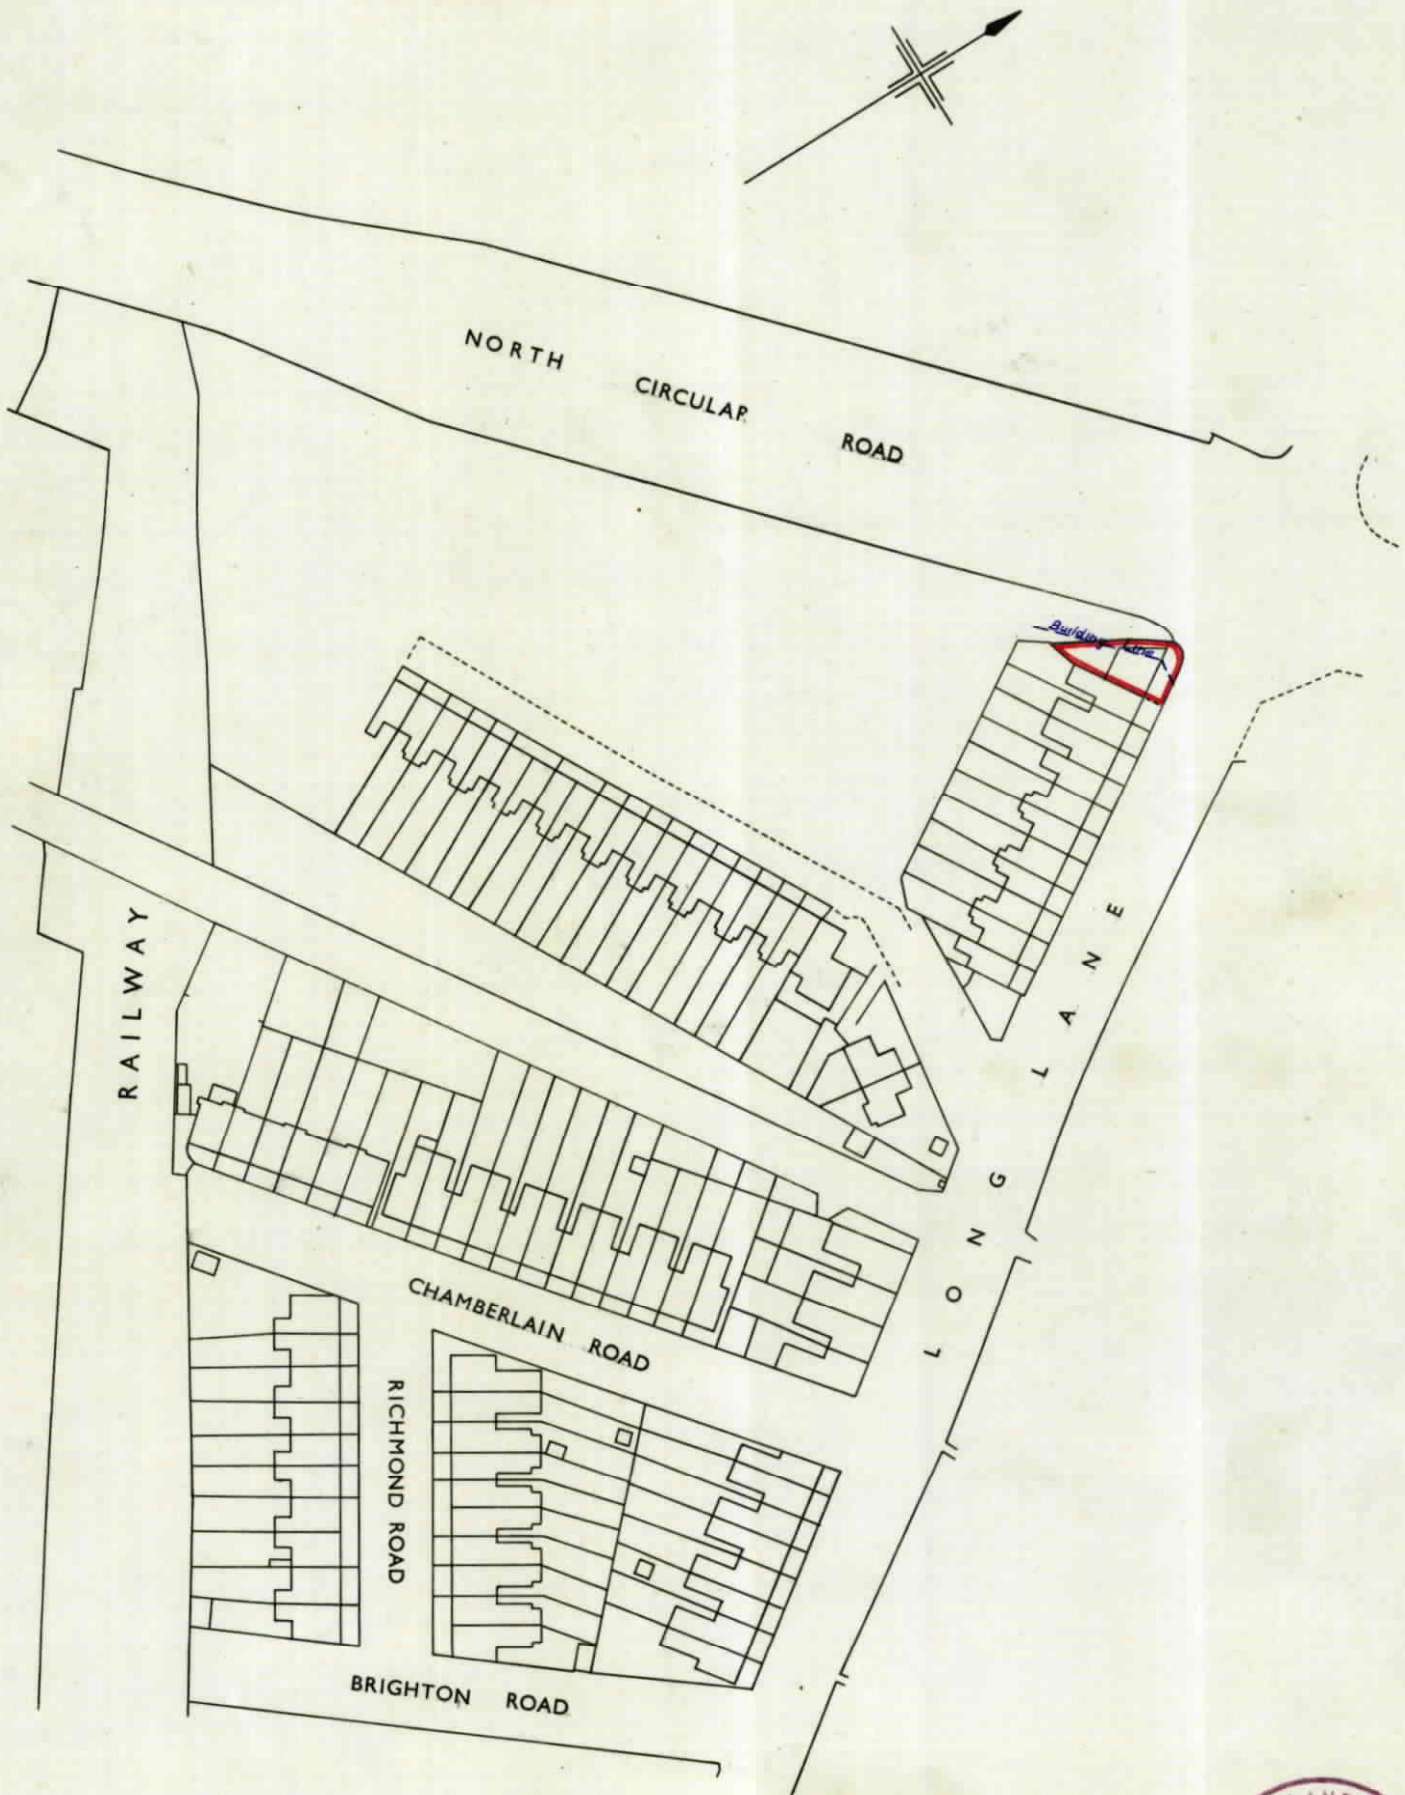 NORTH CIRCULAR ROAD
Building Line
RAILWAY
LONG LANE
CHAMBERLAIN ROAD
RICHMOND ROAD
BRIGHTON ROAD